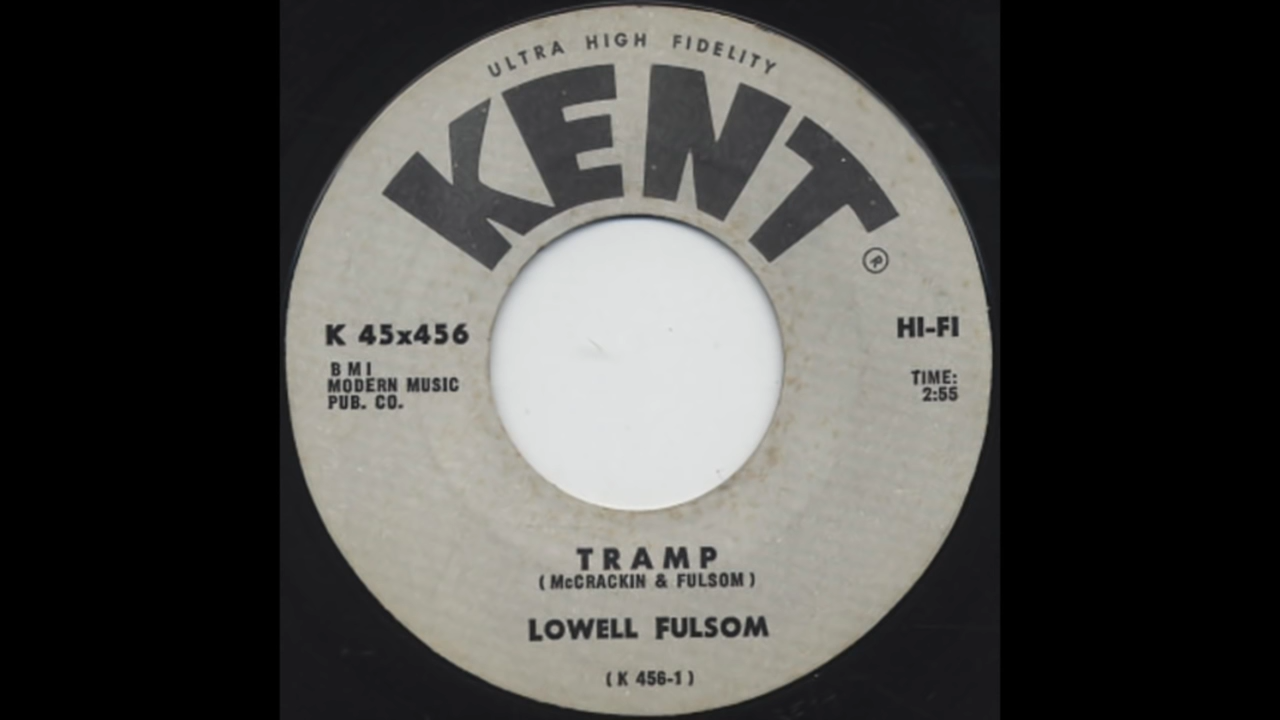 ULTRA HIGH FIDELITY
KENT
®
K 45x456
BMI
MODERN MUSIC
PUB. CO.
HI-FI
TIME:
2:55
TRAMP
(McCRACKIN & FULSOM)
LOWELL FULSOM
(K 456-1)